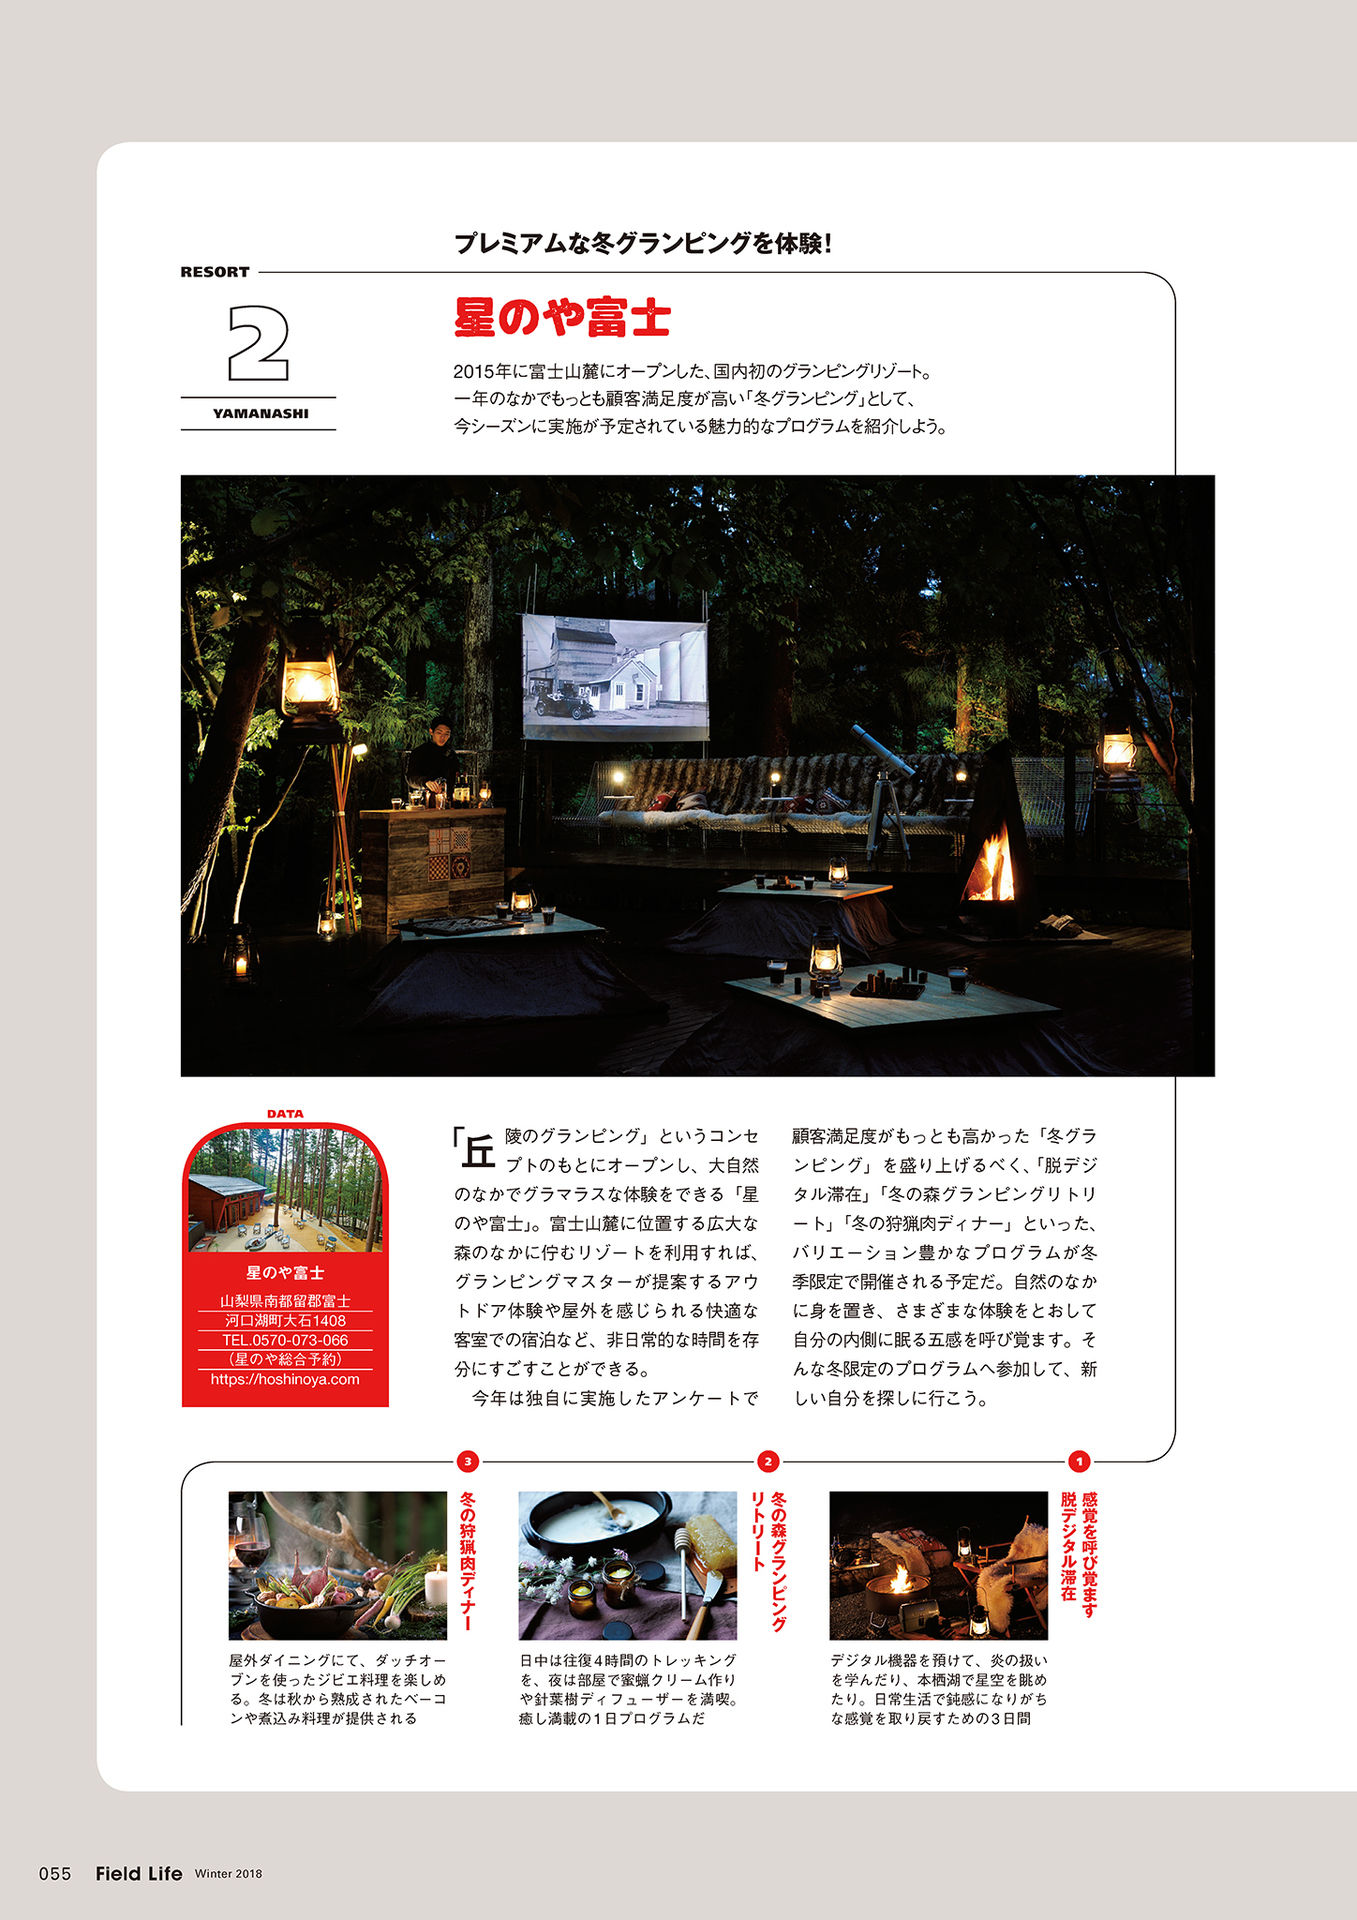 プレミアムな冬グランピングを体験！
RESORT
2
YAMANASHI
星のや富士
2015年に富士山麓にオープンした、国内初のグランピングリゾート。
一年のなかでもっとも顧客満足度が高い「冬グランピング」として、
今シーズンに実施が予定されている魅力的なプログラムを紹介しよう。
DATA
星のや富士
山梨県南都留郡富士
河口湖町大石1408
TEL.0570-073-066
（星のや総合予約）
https://hoshinoya.com
「丘陵のグランピング」というコンセ
プトのもとにオープンし、大自然
のなかでグラマラスな体験をできる「星
のや富士」。富士山麓に位置する広大な
森のなかに佇むリゾートを利用すれば、
グランピングマスターが提案するアウ
トドア体験や屋外を感じられる快適な
客室での宿泊など、非日常的な時間を存
分にすごすことができる。
今年は独自に実施したアンケートで
顧客満足度がもっとも高かった「冬グラ
ンピング」を盛り上げるべく、「脱デジ
タル滞在」「冬の森グランピングリトリ
ート」「冬の狩猟肉ディナー」といった、
バリエーション豊かなプログラムが冬
季限定で開催される予定だ。自然のなか
に身を置き、さまざまな体験をとおして
自分の内側に眠る五感を呼び覚ます。そ
んな冬限定のプログラムへ参加して、新
しい自分を探しに行こう。
1
感覚を呼び覚ます
脱デジタル滞在
デジタル機器を預けて、炎の扱い
を学んだり、本栖湖で星空を眺め
たり。日常生活で鈍感になりがち
な感覚を取り戻すための3日間
2
冬の森グランピング
リトリート
日中は往復4時間のトレッキング
を、夜は部屋で蜜蝋クリーム作り
や針葉樹ディフューザーを満喫。
癒し満載の1日プログラムだ
3
冬の狩猟肉ディナー
屋外ダイニングにて、ダッチオー
ブンを使ったジビエ料理を楽しめ
る。冬は秋から熟成されたベーコ
ンや煮込み料理が提供される
055 Field Life Winter 2018